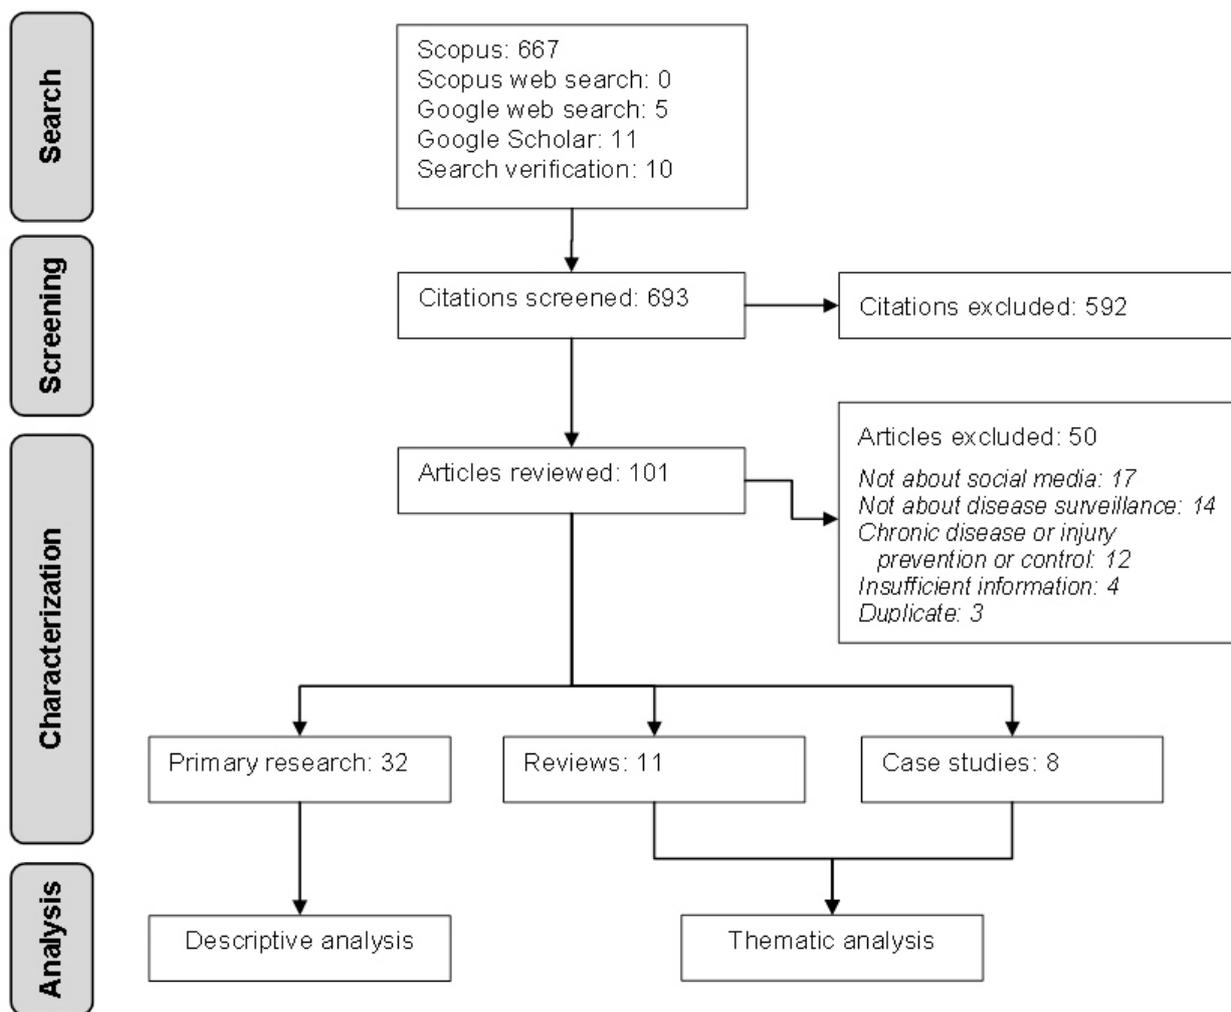 Search
Scopus: 667
Scopus web search: 0
Google web search: 5
Google Scholar: 11
Search verification: 10
Screening
Citations screened: 693
Citations excluded: 592
Characterization
Articles reviewed: 101
Articles excluded: 50
Not about social media: 17
Not about disease surveillance: 14
Chronic disease or injury
prevention or control: 12
Insufficient information: 4
Duplicate: 3
Primary research: 32
Reviews: 11
Case studies: 8
Analysis
Descriptive analysis
Thematic analysis